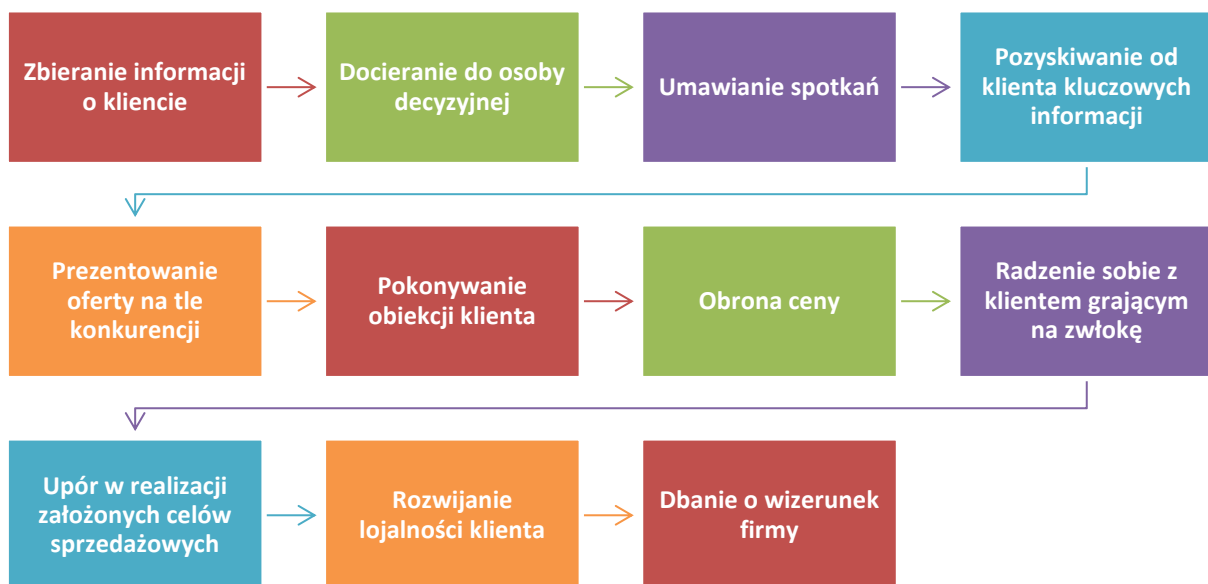 Zbieranie informacji
o kliencie
Docieranie do osoby
decyzyjnej
Umawianie spotkań
Pozyskiwanie od
klienta kluczowych
informacji
Prezentowanie
oferty na tle
konkurencji
Pokonywanie
obiekcji klienta
Obrona ceny
Radzenie sobie z
klientem grającym
na zwłokę
Upór w realizacji
założonych celów
sprzedażowych
Rozwijanie
lojalności klienta
Dbanie o wizerunek
firmy